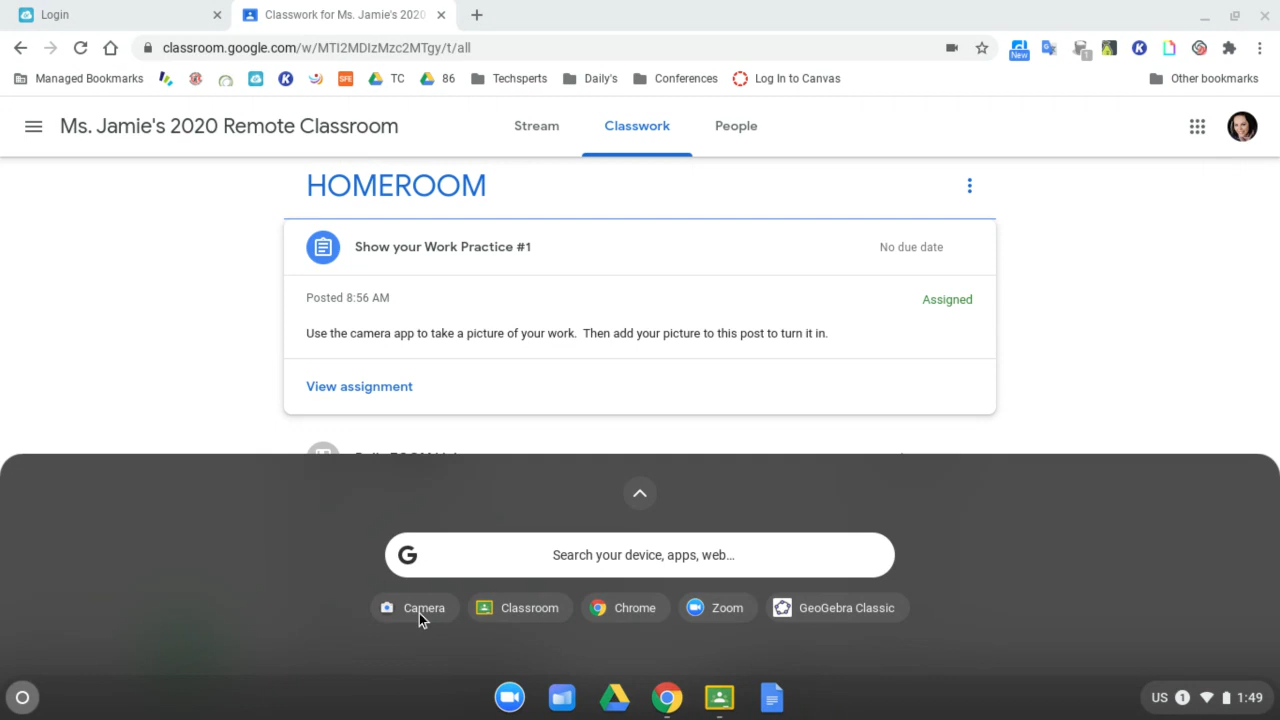 Login
Classwork for Ms. Jamie's 2020
classroom.google.com/w/MTI2MDIzMzc2MTgy/t/all
New
1
Managed Bookmarks
SFE
TC
86
Techsperts
Daily's
Conferences
Log In to Canvas
Other bookmarks
Ms. Jamie's 2020 Remote Classroom
Stream
Classwork
People
HOMEROOM
Show your Work Practice #1
No due date
Posted 8:56 AM
Assigned
Use the camera app to take a picture of your work. Then add your picture to this post to turn it in.
View assignment
Search your device, apps, web...
Camera
Classroom
Chrome
Zoom
GeoGebra Classic
US 1 1:49